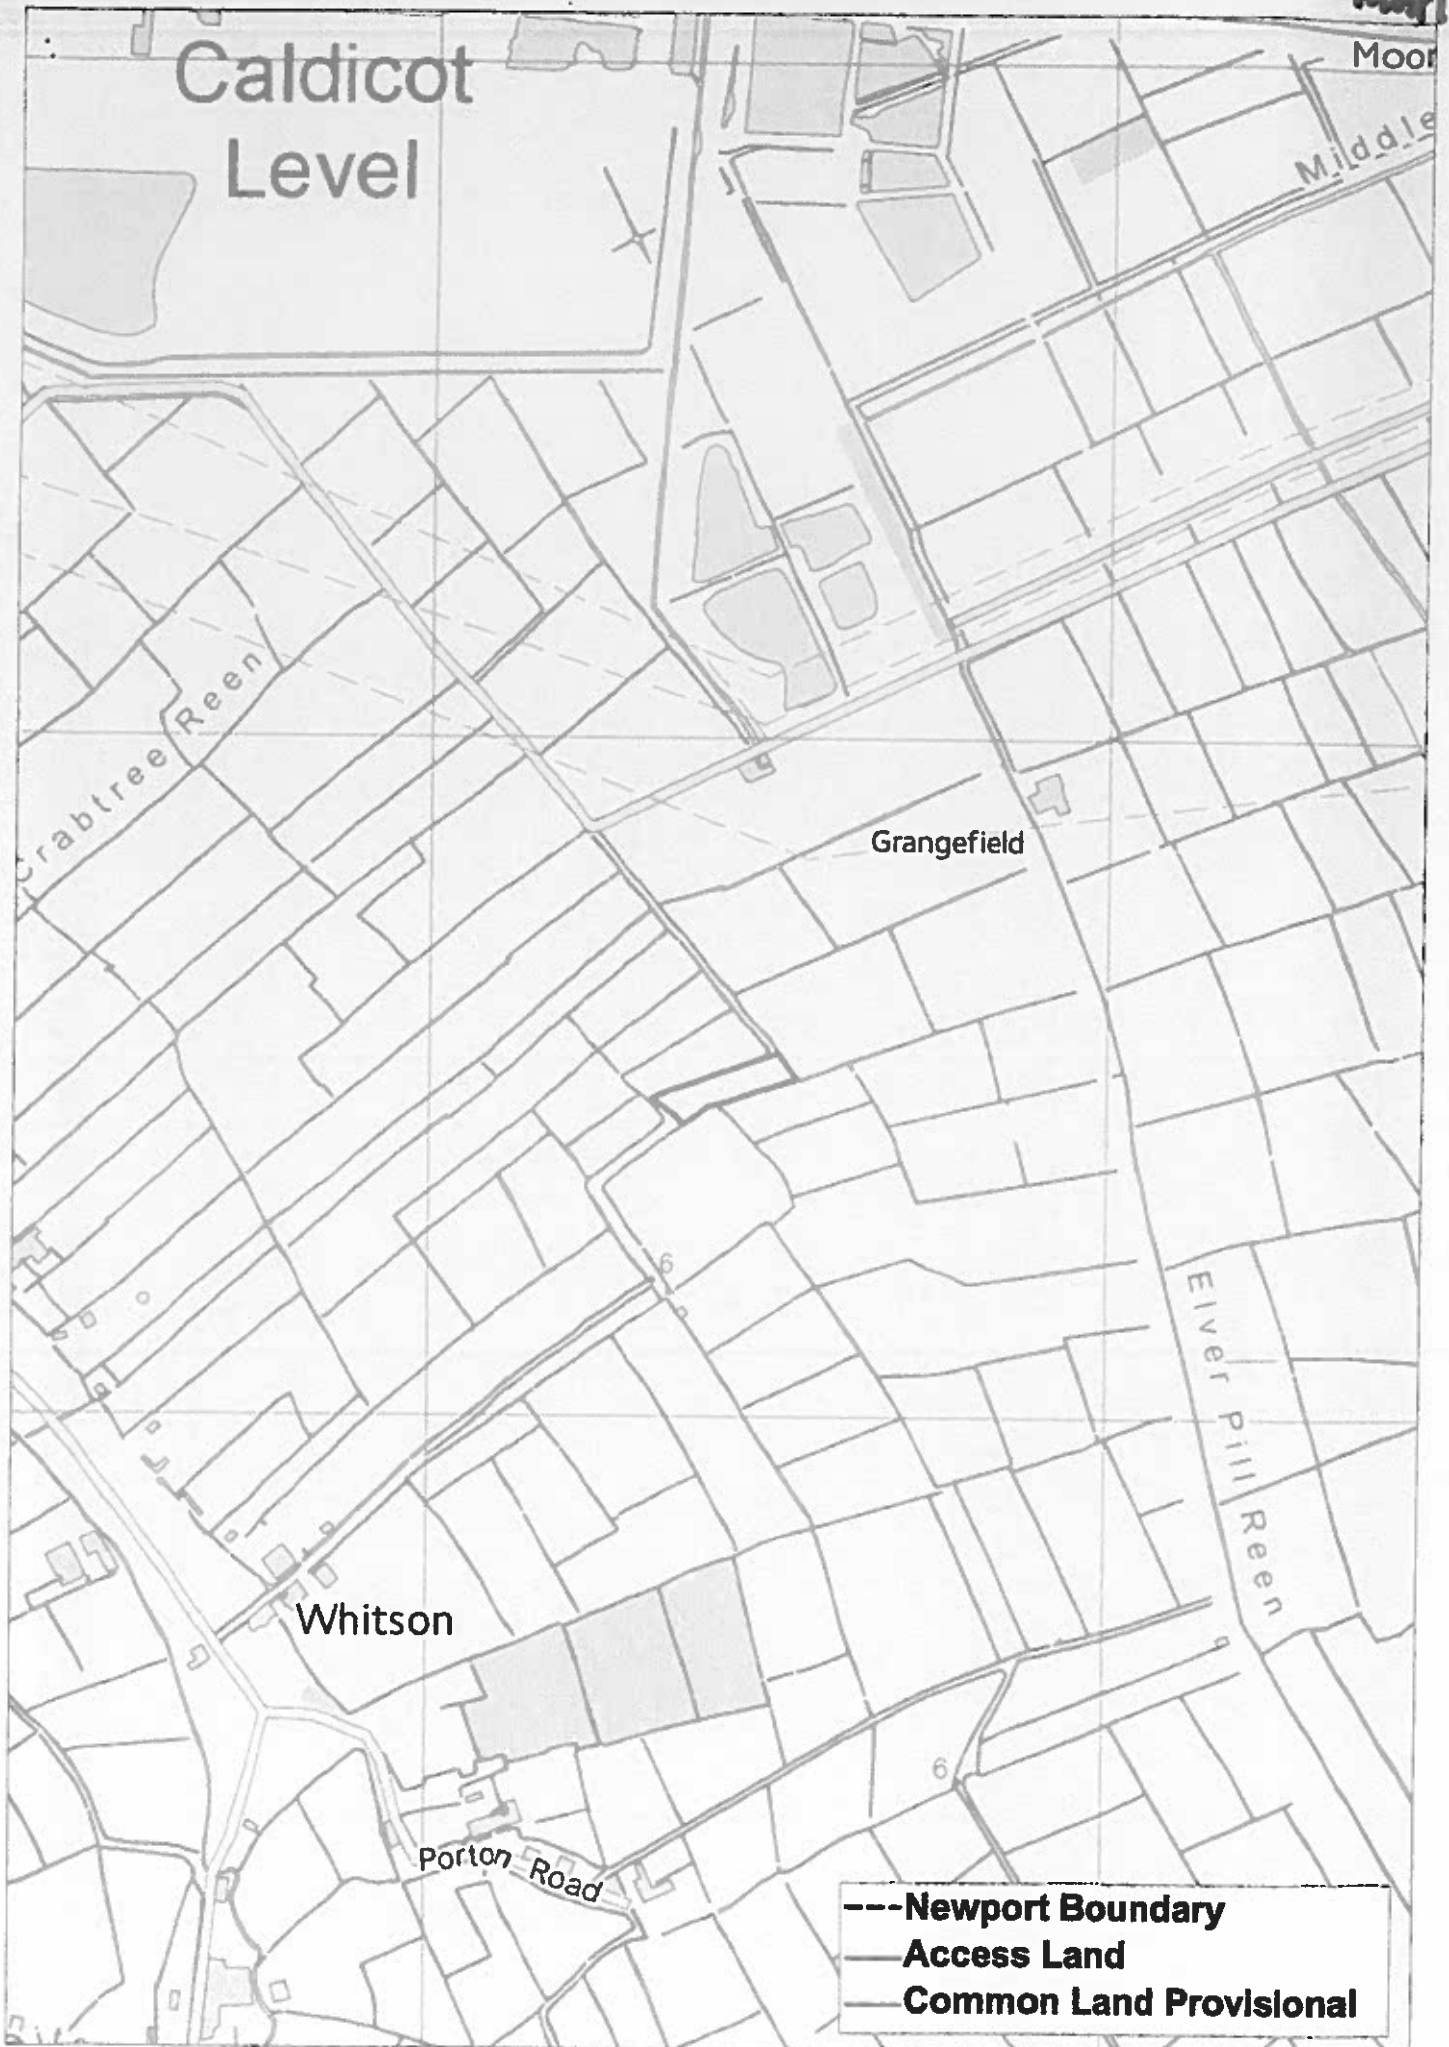 Caldicot
Level
Moor
Middle
Crabtree Reen
Grangefield
6
Elver Pill Reen
Whitson
6
Porton Road
---Newport Boundary
Access Land
Common Land Provisional